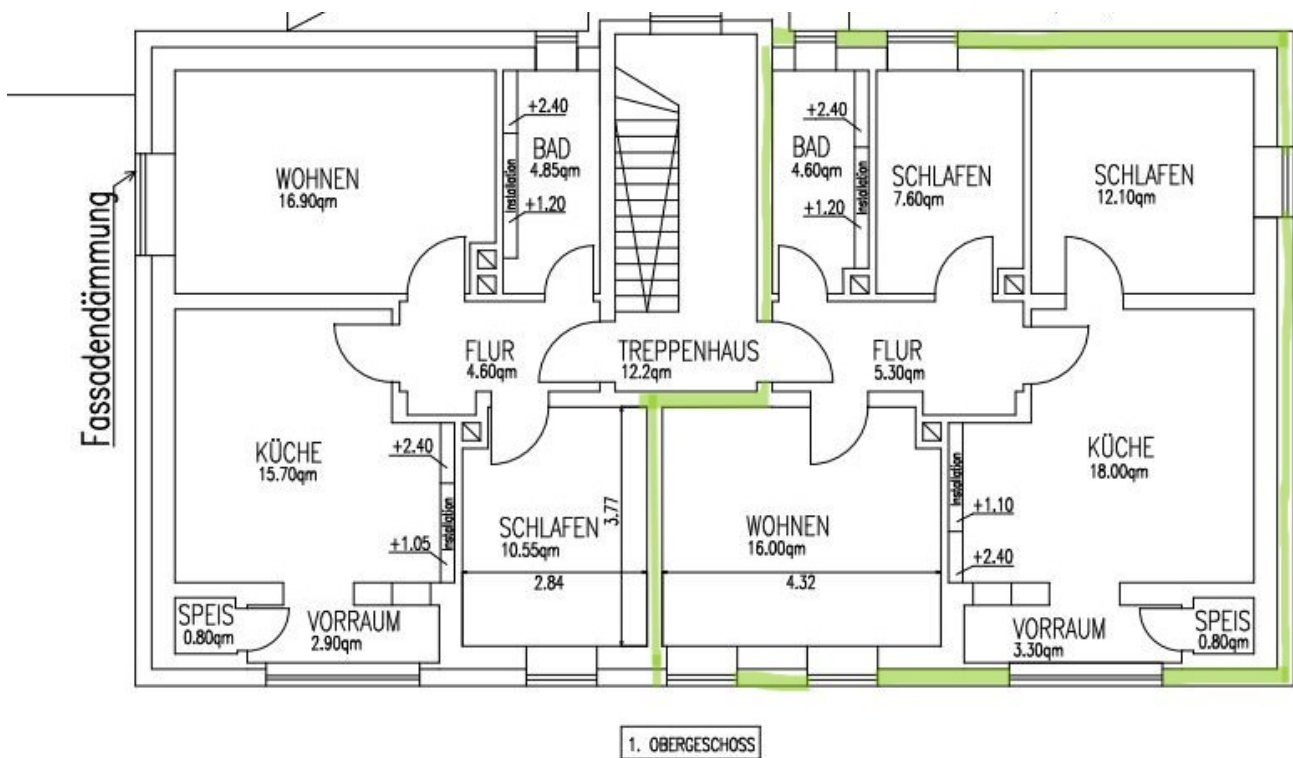 Fassadendämmung
WOHNEN
16.90qm
+2.40
Installation
+1.20
BAD
4.85qm
BAD
4.60qm
+2.40
Installation
+1.20
SCHLAFEN
7.60qm
SCHLAFEN
12.10qm
FLUR
4.60qm
TREPPENHAUS
12.2qm
FLUR
5.30qm
KÜCHE
15.70qm
+2.40
Installation
+1.05
SCHLAFEN
10.55qm
3.77
2.84
WOHNEN
16.00qm
4.32
Installation
+1.10
+2.40
KÜCHE
18.00qm
SPEIS
0.80qm
VORRAUM
2.90qm
VORRAUM
3.30qm
SPEIS
0.80qm
1. OBERGESCHOSS